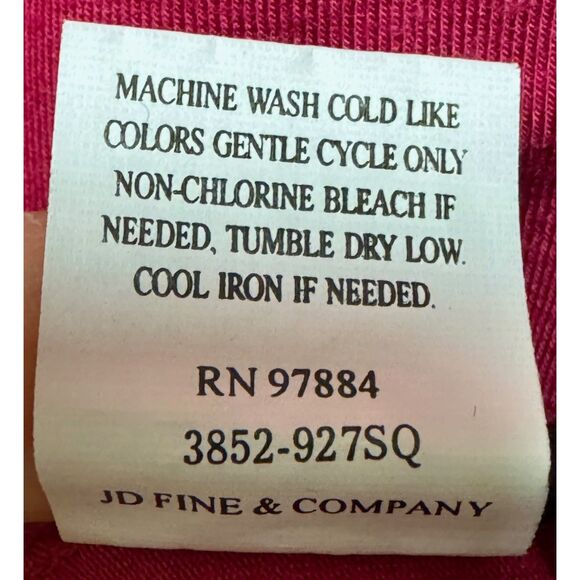 MACHINE WASH COLD LIKE
COLORS GENTLE CYCLE ONLY
NON-CHLORINE BLEACH IF
NEEDED, TUMBLE DRY LOW.
COOL IRON IF NEEDED.
RN 97884
3852-927SQ
JD FINE & COMPANY